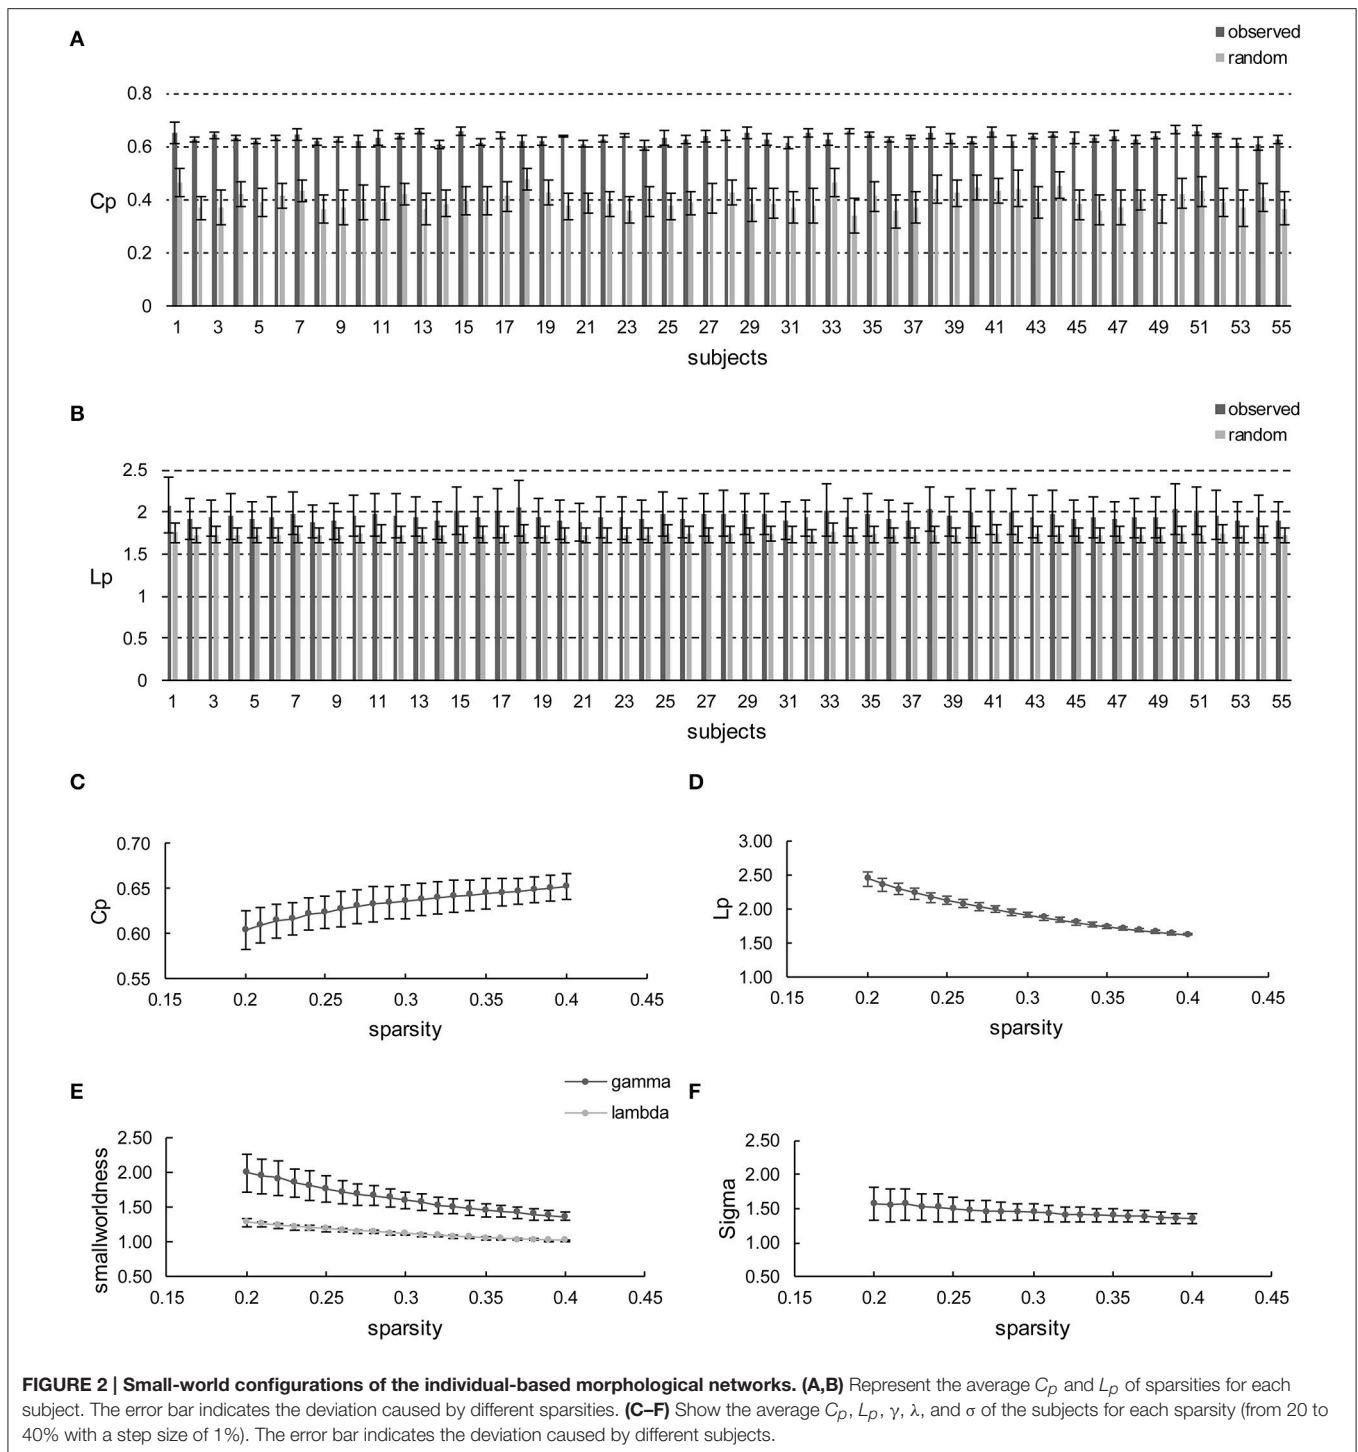 A
observed
random
0.8
0.6
0.4
Cp
0.2
0
1 3 5 7 9 11 13 15 17 19 21 23 25 27 29 31 33 35 37 39 41 43 45 47 49 51 53 55
subjects
B
observed
random
2.5
2
1.5
Lp
1
0.5
0
1 3 5 7 9 11 13 15 17 19 21 23 25 27 29 31 33 35 37 39 41 43 45 47 49 51 53 55
subjects
C
0.70
0.65
Cp
0.60
0.55
0.15 0.2 0.25 0.3 0.35 0.4 0.45
sparsity
D
3.00
2.50
Lp
2.00
1.50
1.00
0.15 0.2 0.25 0.3 0.35 0.4 0.45
sparsity
E
gamma
lambda
2.50
2.00
smallworldness
1.50
1.00
0.50
0.15 0.2 0.25 0.3 0.35 0.4 0.45
sparsity
F
2.50
2.00
Sigma
1.50
1.00
0.50
0.15 0.2 0.25 0.3 0.35 0.4 0.45
sparsity
FIGURE 2 | Small-world configurations of the individual-based morphological networks. (A,B) Represent the average Cp and Lp of sparsities for each
subject. The error bar indicates the deviation caused by different sparsities. (C–F) Show the average Cp, Lp, γ, λ, and σ of the subjects for each sparsity (from 20 to
40% with a step size of 1%). The error bar indicates the deviation caused by different subjects.